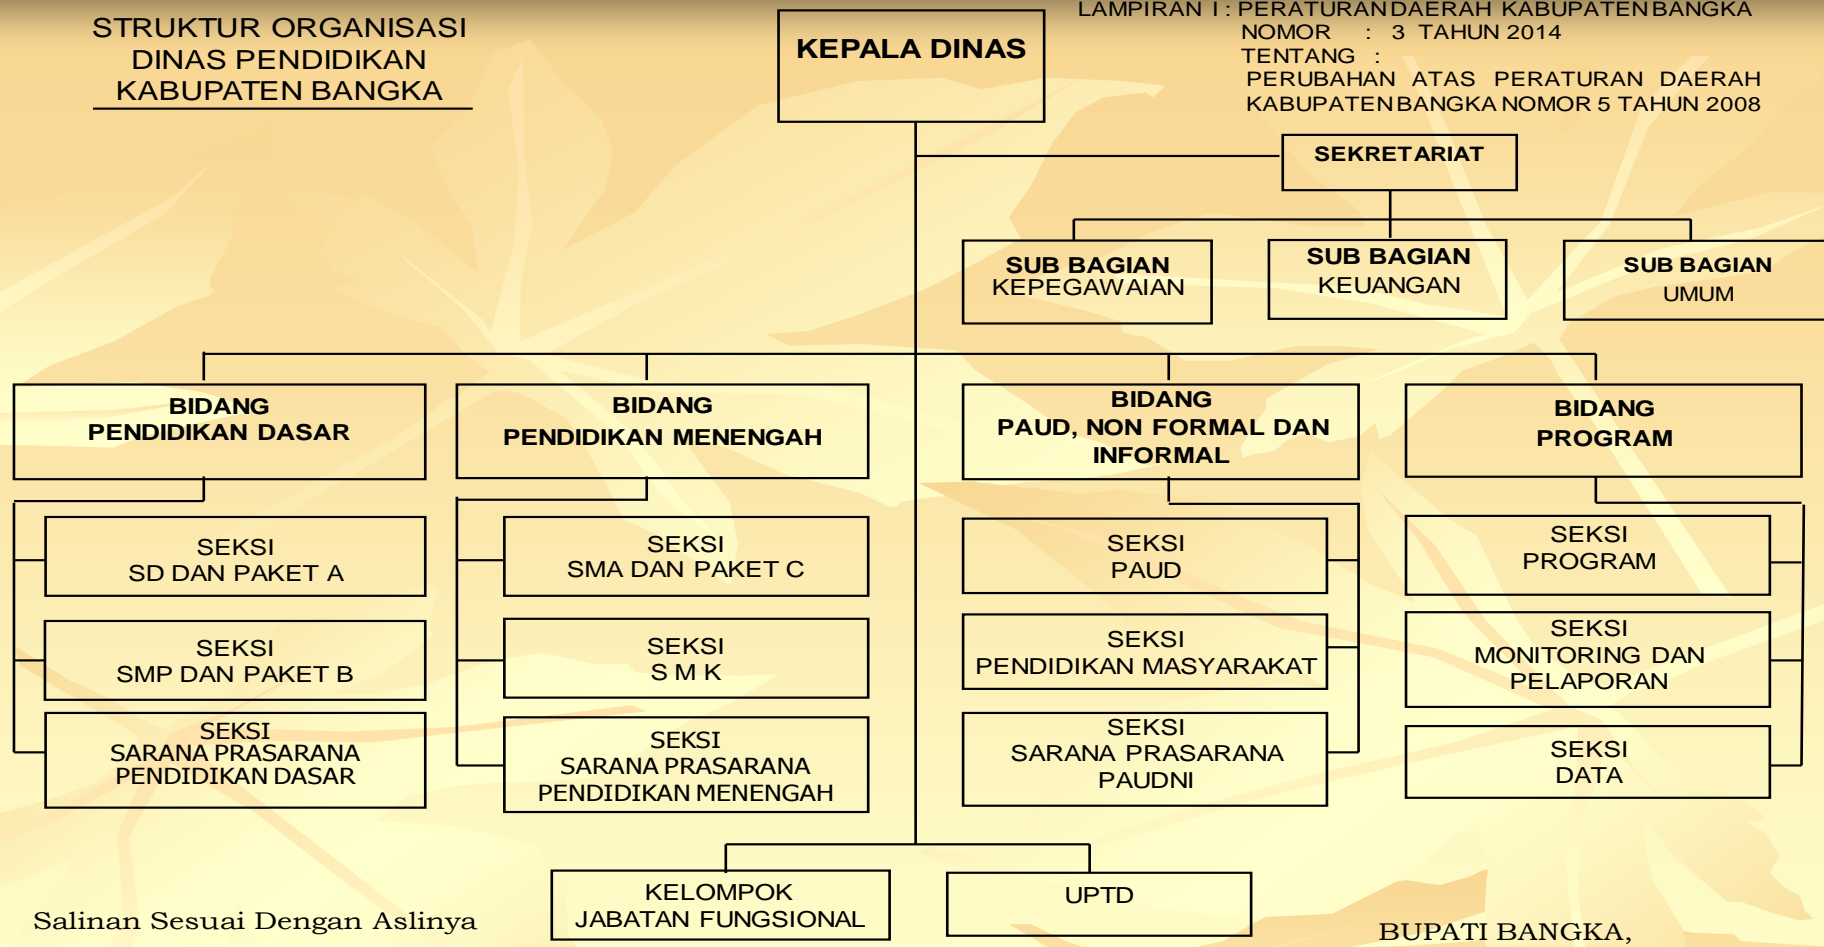 STRUKTUR ORGANISASI
DINAS PENDIDIKAN
KABUPATEN BANGKA
KEPALA DINAS
LAMPIRAN I : PERATURAN DAERAH KABUPATEN BANGKA
NOMOR : 3 TAHUN 2014
TENTANG :
PERUBAHAN ATAS PERATURAN DAERAH
KABUPATEN BANGKA NOMOR 5 TAHUN 2008
SEKRETARIAT
SUB BAGIAN
KEPEGAWAIAN
SUB BAGIAN
KEUANGAN
SUB BAGIAN
UMUM
BIDANG
PENDIDIKAN DASAR
BIDANG
PENDIDIKAN MENENGAH
BIDANG
PAUD, NON FORMAL DAN
INFORMAL
BIDANG
PROGRAM
SEKSI
SD DAN PAKET A
SEKSI
SMP DAN PAKET B
SEKSI
SARANA PRASARANA
PENDIDIKAN DASAR
SEKSI
SMA DAN PAKET C
SEKSI
S M K
SEKSI
SARANA PRASARANA
PENDIDIKAN MENENGAH
SEKSI
PAUD
SEKSI
PENDIDIKAN MASYARAKAT
SEKSI
SARANA PRASARANA
PAUDNI
SEKSI
PROGRAM
SEKSI
MONITORING DAN
PELAPORAN
SEKSI
DATA
KELOMPOK
JABATAN FUNGSIONAL
UPTD
Salinan Sesuai Dengan Aslinya
BUPATI BANGKA,